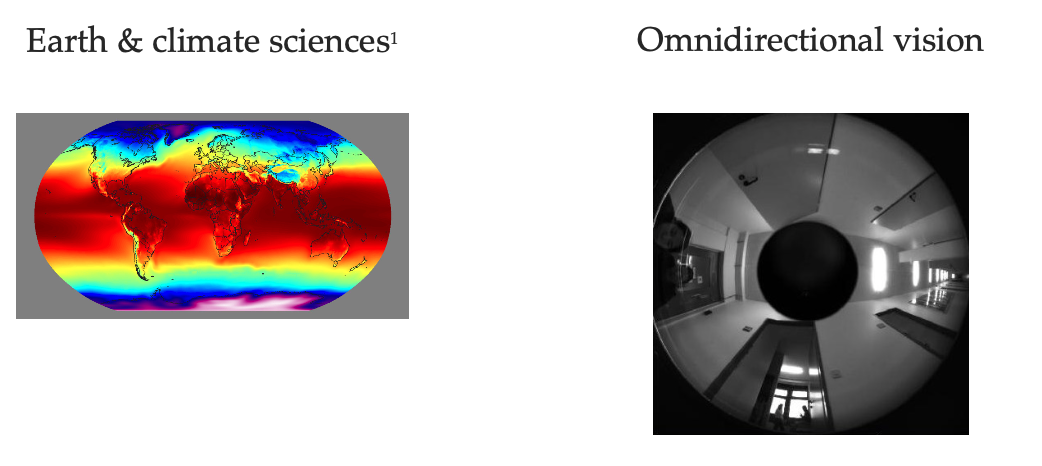 Earth & climate sciences¹
Omnidirectional vision